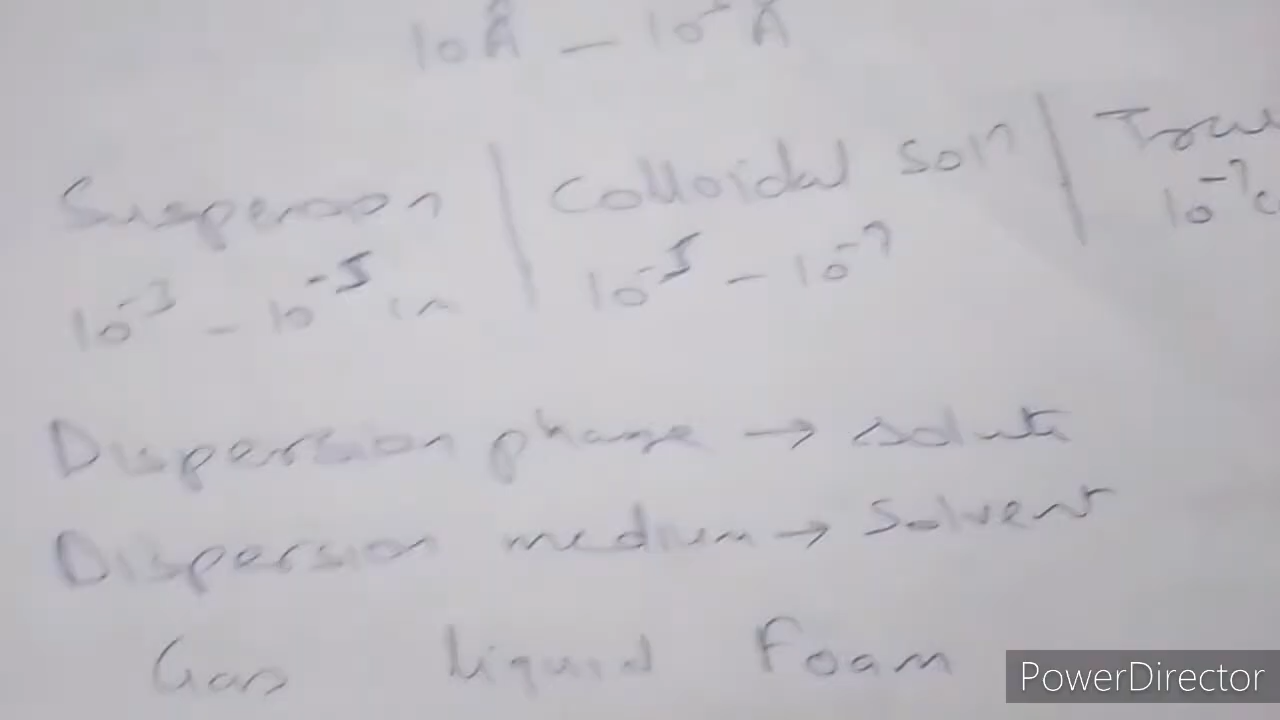 10Å — 10³Å
Suspension | Colloidal soln | True
10⁻³ – 10⁻⁵ cm 10⁻⁵ – 10⁻⁷ 10⁻⁷c
Dispersion phase → solute
Dispersion medium → Solvent
Gas liquid Foam
PowerDirector